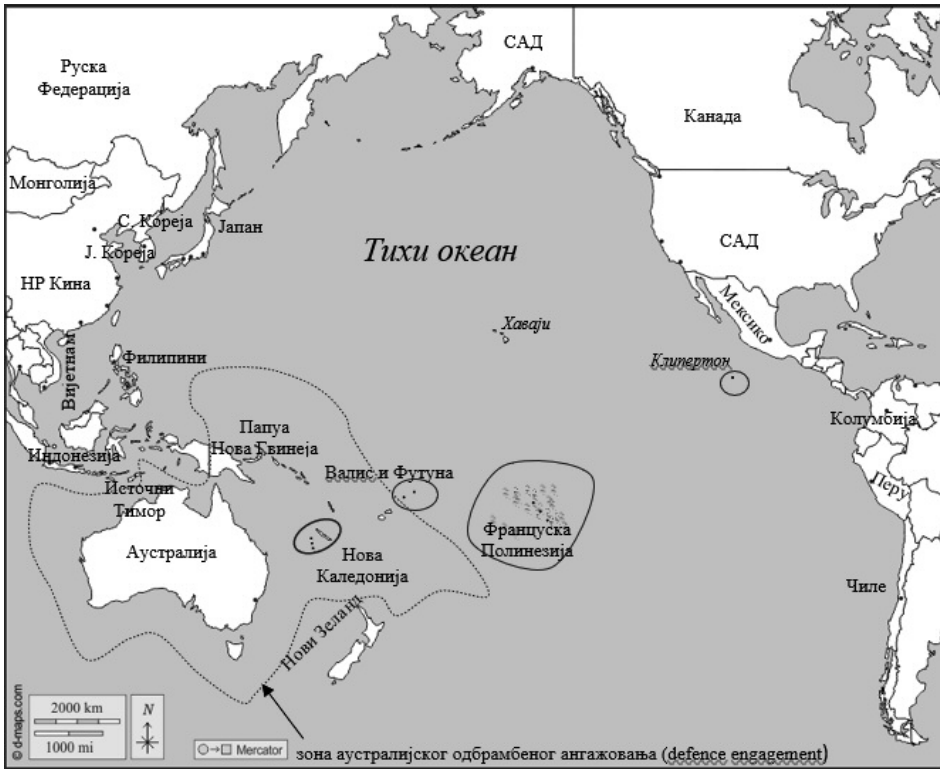 САД
Руска
Федерација
Канада
Монголија
С. Кореја
Јапан
САД
Ј. Кореја
Тихи океан
НР Кина
Мексико
Хаваји
Вијетнам
Филипини
Клипертон
Папуа
Нова Гвинеја
Колумбија
Индонезија
Валис и Футуна
Перу
Источни
Тимор
Француска
Полинезија
Аустралија
Нова
Каледонија
Чиле
Нови Зеланд
© d-maps.com
2000 km
1000 mi
N
Mercator
зона аустралијског одбрамбеног ангажовања (defence engagement)